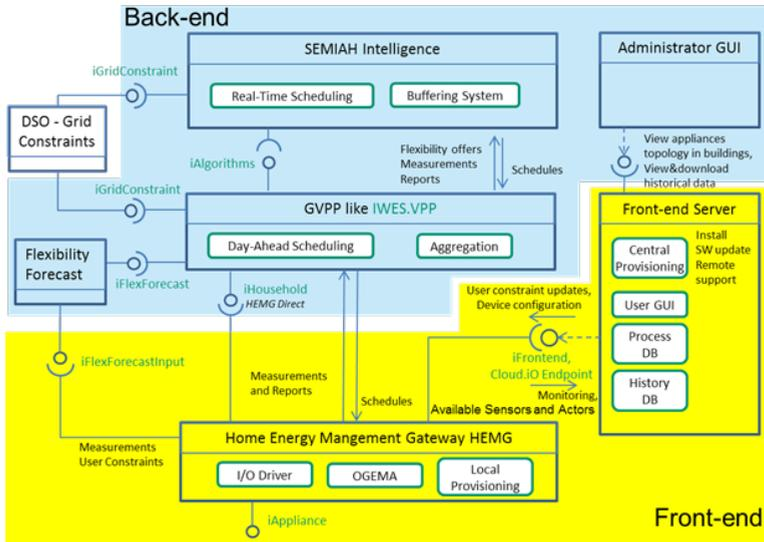 Back-end
SEMIAH Intelligence
Real-Time Scheduling
Buffering System
Administrator GUI
iGridConstraint
DSO - Grid
Constraints
iAlgorithms
Flexibility offers
Measurements
Reports
Schedules
View appliances
topology in buildings,
View&download
historical data
iGridConstraint
GVPP like IWES.VPP
Day-Ahead Scheduling
Aggregation
Flexibility
Forecast
iFlexForecast
iHousehold
HEMG Direct
Front-end Server
Central
Provisioning
Install
SW update
Remote
support
User GUI
Process
DB
History
DB
User constraint updates,
Device configuration
iFrontend,
Cloud.iO Endpoint
Monitoring,
Available Sensors and Actors
iFlexForecastInput
Measurements
and Reports
Schedules
Measurements
User Constraints
Home Energy Mangement Gateway HEMG
I/O Driver
OGEMA
Local
Provisioning
iAppliance
Front-end